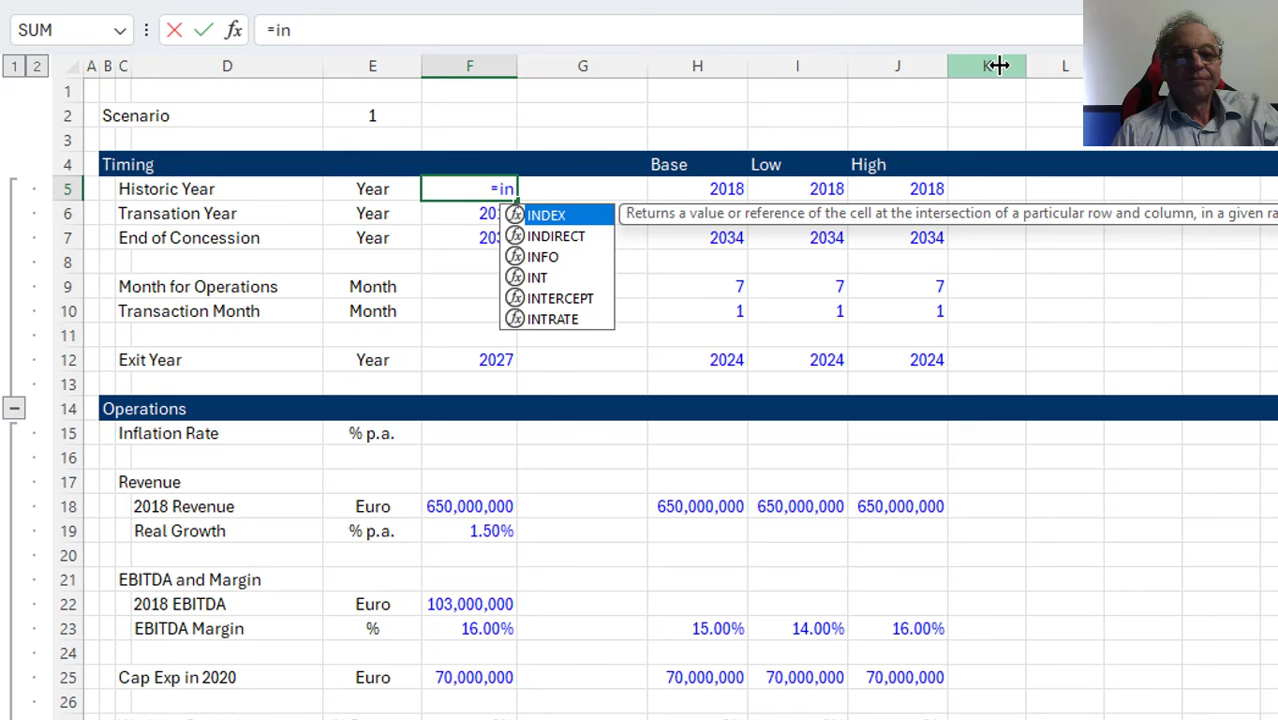 SUM =in
1 2 A B C D E F G H I J K L
1
2 Scenario 1
3
4 Timing Base Low High
5 Historic Year Year =in 2018 2018 2018
INDEX Returns a value or reference of the cell at the intersection of a particular row and column, in a given ra
6 Transation Year Year 20
INDIRECT
7 End of Concession Year 20 2034 2034 2034
INFO
8
INT
9 Month for Operations Month 7 7 7
INTERCEPT
10 Transaction Month Month 1 1 1
INTRATE
11
12 Exit Year Year 2027 2024 2024 2024
13
14 Operations
15 Inflation Rate % p.a.
16
17 Revenue
18 2018 Revenue Euro 650,000,000 650,000,000 650,000,000 650,000,000
19 Real Growth % p.a. 1.50%
20
21 EBITDA and Margin
22 2018 EBITDA Euro 103,000,000
23 EBITDA Margin % 16.00% 15.00% 14.00% 16.00%
24
25 Cap Exp in 2020 Euro 70,000,000 70,000,000 70,000,000 70,000,000
26